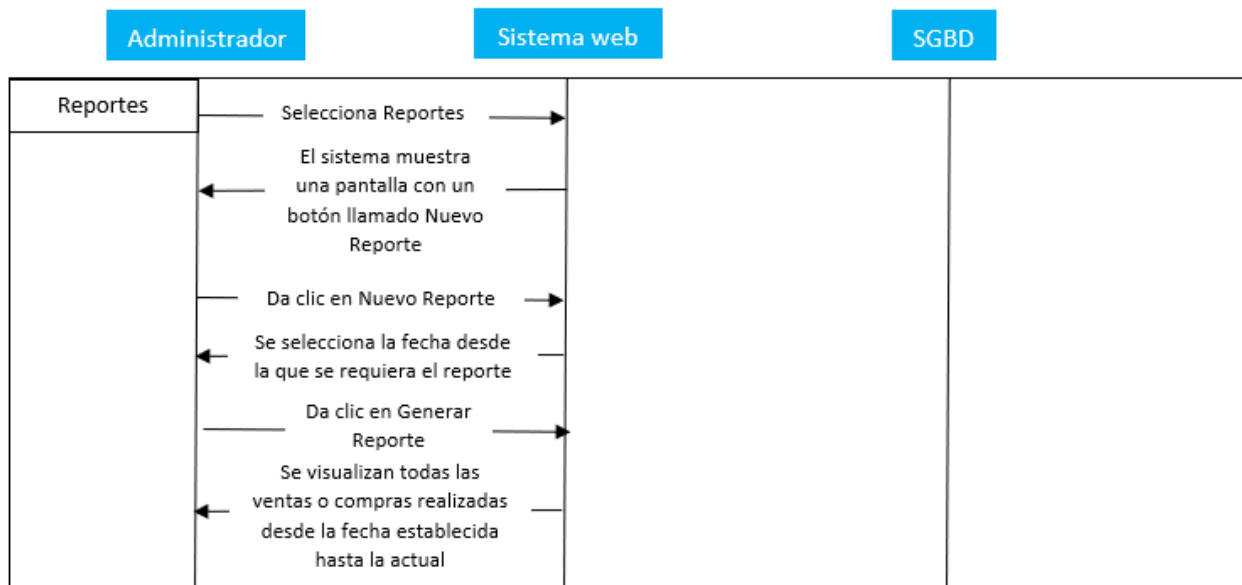 Administrador
Sistema web
SGBD
Reportes
Selecciona Reportes
El sistema muestra
una pantalla con un
botón llamado Nuevo
Reporte
Da clic en Nuevo Reporte
Se selecciona la fecha desde
la que se requiera el reporte
Da clic en Generar
Reporte
Se visualizan todas las
ventas o compras realizadas
desde la fecha establecida
hasta la actual